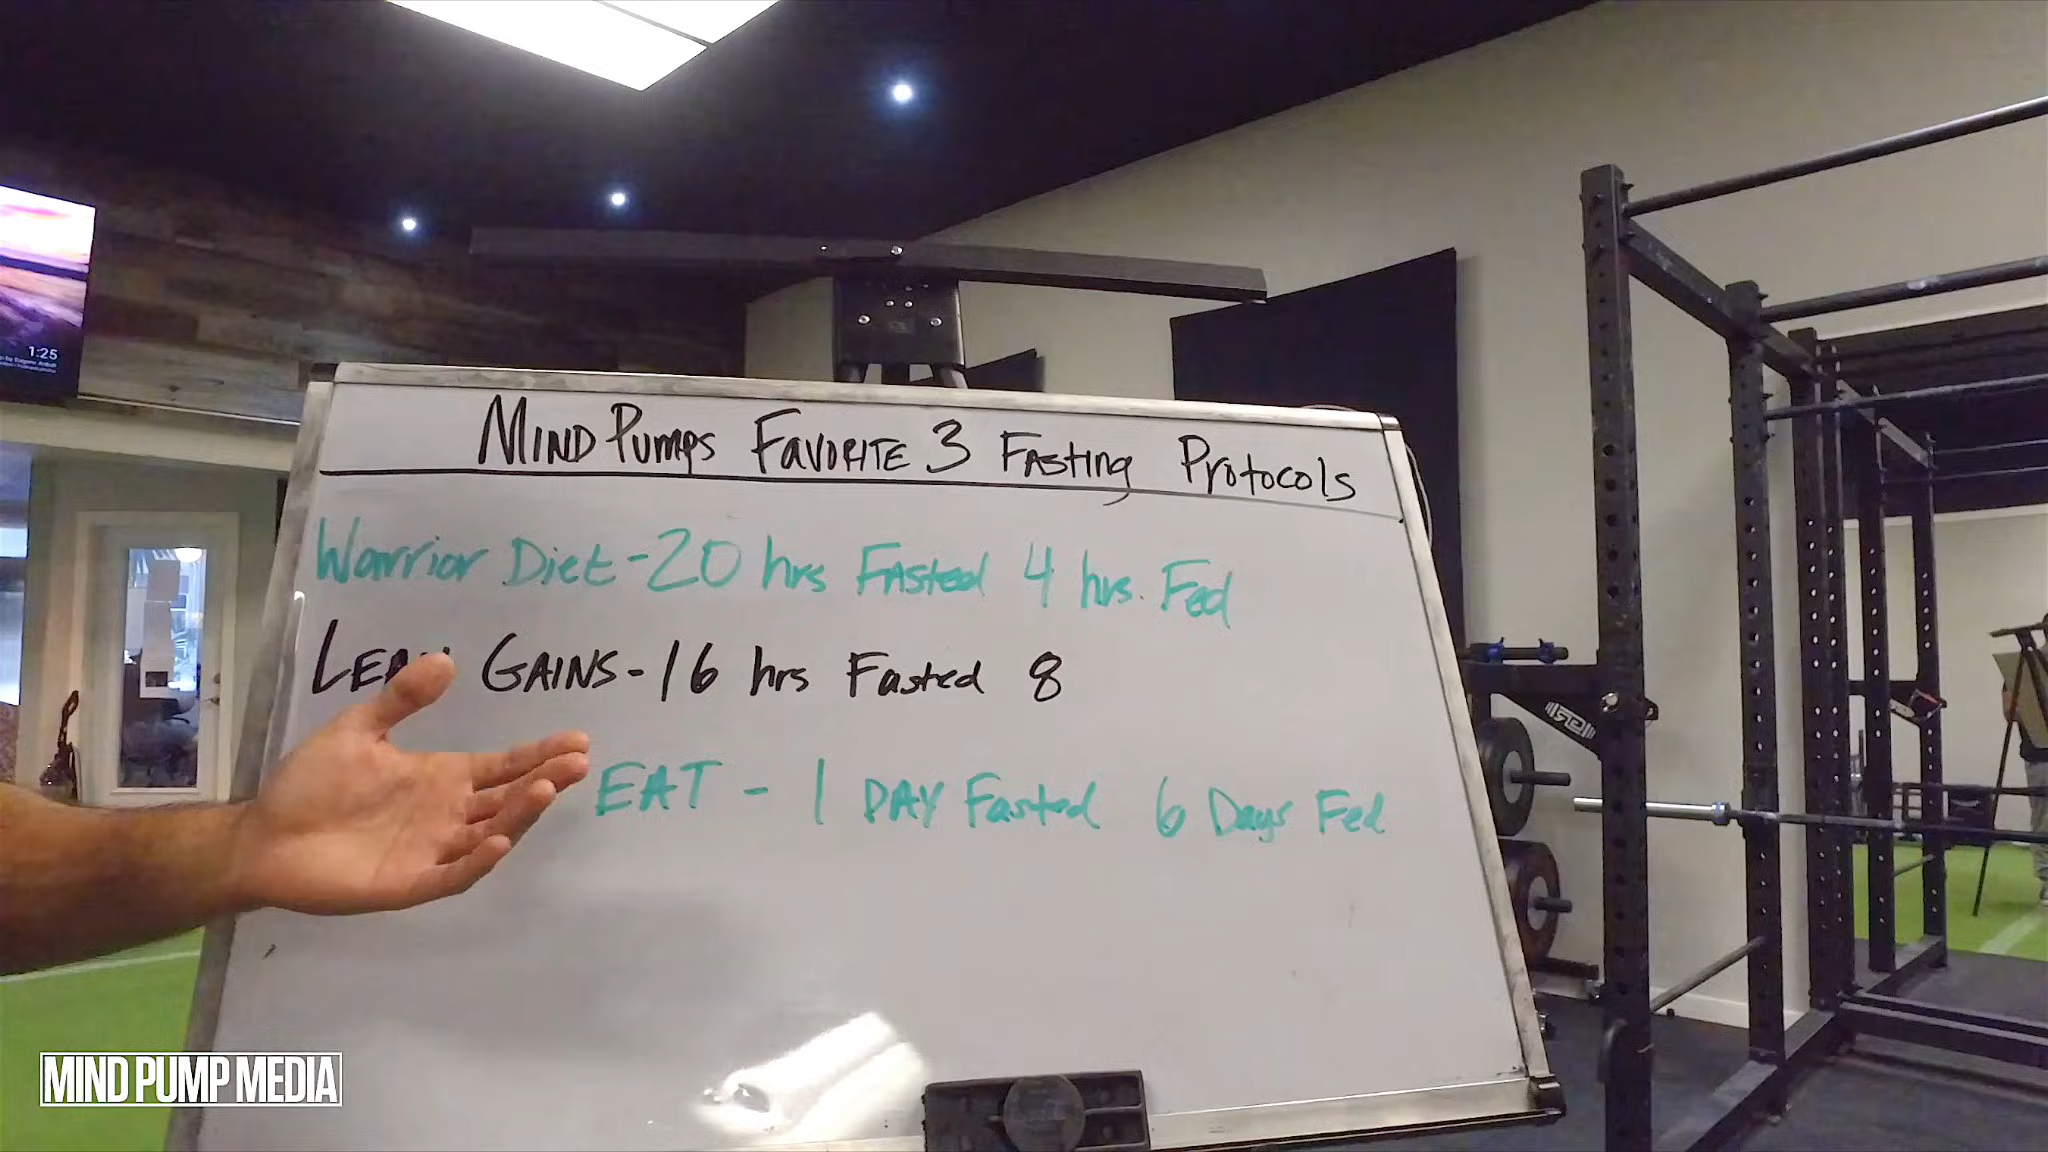 1:25
MIND PUMPS FAVORITE 3 FASTING PROTOCOLS
Warrior Diet - 20 hrs FASted 4 hrs. Fed
LEAN GAINS - 16 hrs Fasted 8
EAT - 1 DAY Fasted 6 Days Fed
MIND PUMP MEDIA